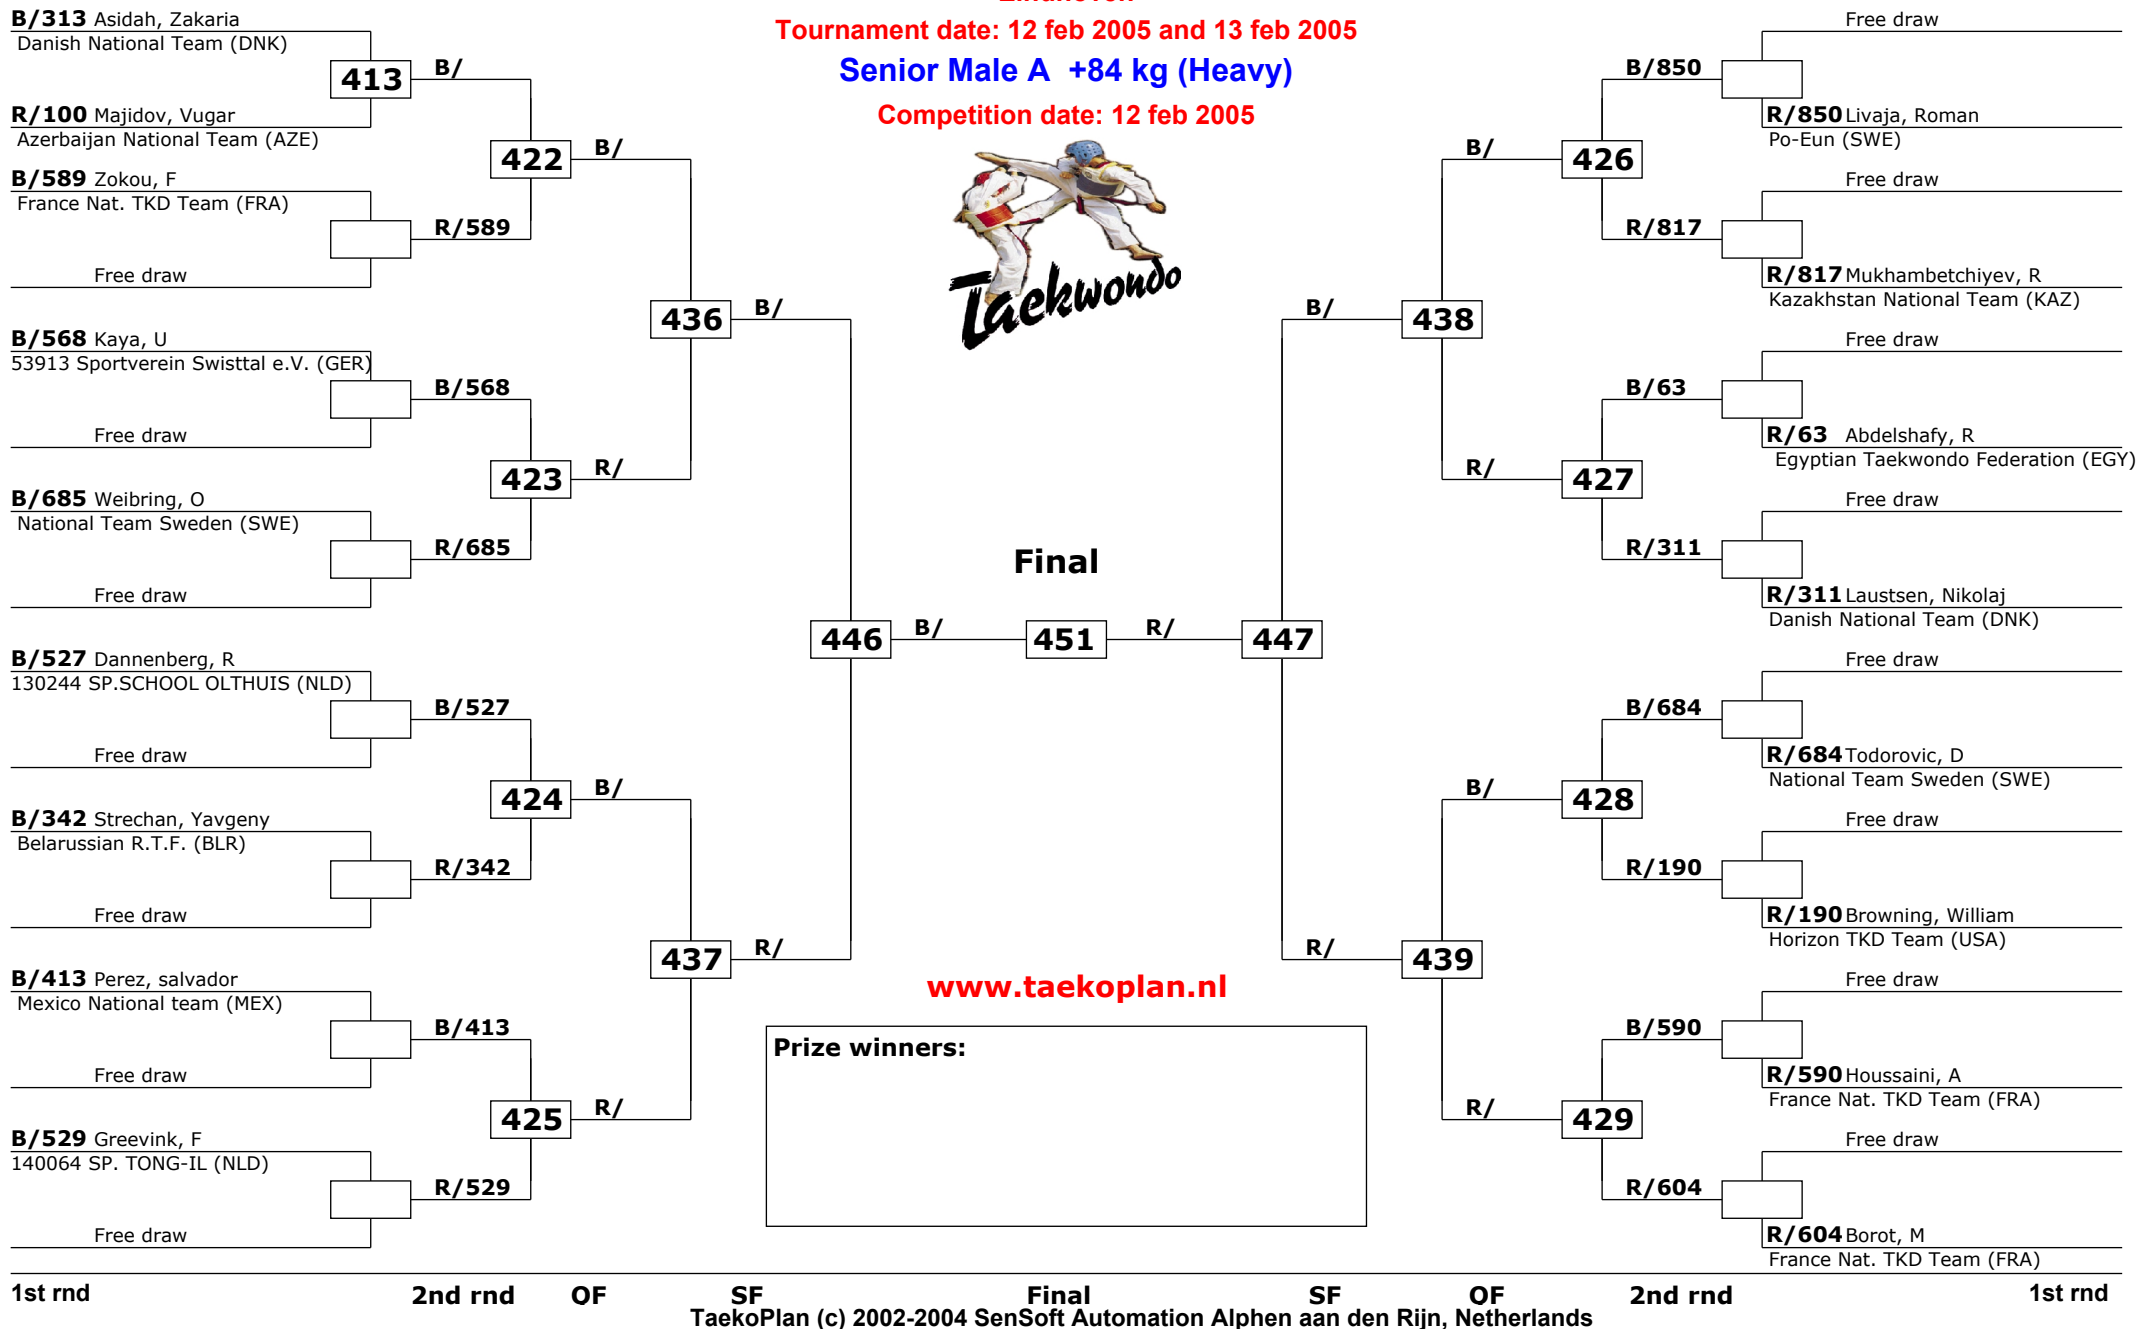 Tournament date: 12 feb 2005 and 13 feb 2005
Senior Male A +84 kg (Heavy)
Competition date: 12 feb 2005
Taekwondo
B/313 Asidah, Zakaria
Danish National Team (DNK)
413
B/
R/100 Majidov, Vugar
Azerbaijan National Team (AZE)
422
B/
B/589 Zokou, F
France Nat. TKD Team (FRA)
R/589
Free draw
436
B/
B/568 Kaya, U
53913 Sportverein Swisttal e.V. (GER)
B/568
Free draw
423
R/
B/685 Weibring, O
National Team Sweden (SWE)
R/685
Free draw
446
B/
B/527 Dannenberg, R
130244 SP.SCHOOL OLTHUIS (NLD)
B/527
Free draw
424
B/
B/342 Strechan, Yavgeny
Belarussian R.T.F. (BLR)
R/342
Free draw
437
R/
B/413 Perez, salvador
Mexico National team (MEX)
B/413
Free draw
425
R/
B/529 Greevink, F
140064 SP. TONG-IL (NLD)
R/529
Free draw
Final
451
R/
447
www.taekoplan.nl
Prize winners:
Free draw
B/850
R/850 Livaja, Roman
Po-Eun (SWE)
B/
426
Free draw
R/817
R/817 Mukhambetchiyev, R
Kazakhstan National Team (KAZ)
B/
438
Free draw
B/63
R/63 Abdelshafy, R
Egyptian Taekwondo Federation (EGY)
R/
427
Free draw
R/311
R/311 Laustsen, Nikolaj
Danish National Team (DNK)
Free draw
B/684
R/684 Todorovic, D
National Team Sweden (SWE)
B/
428
Free draw
R/190
R/190 Browning, William
Horizon TKD Team (USA)
R/
439
Free draw
B/590
R/590 Houssaini, A
France Nat. TKD Team (FRA)
R/
429
Free draw
R/604
R/604 Borot, M
France Nat. TKD Team (FRA)
1st rnd 2nd rnd QF SF Final SF QF 2nd rnd 1st rnd
TaekoPlan (c) 2002-2004 SenSoft Automation Alphen aan den Rijn, Netherlands